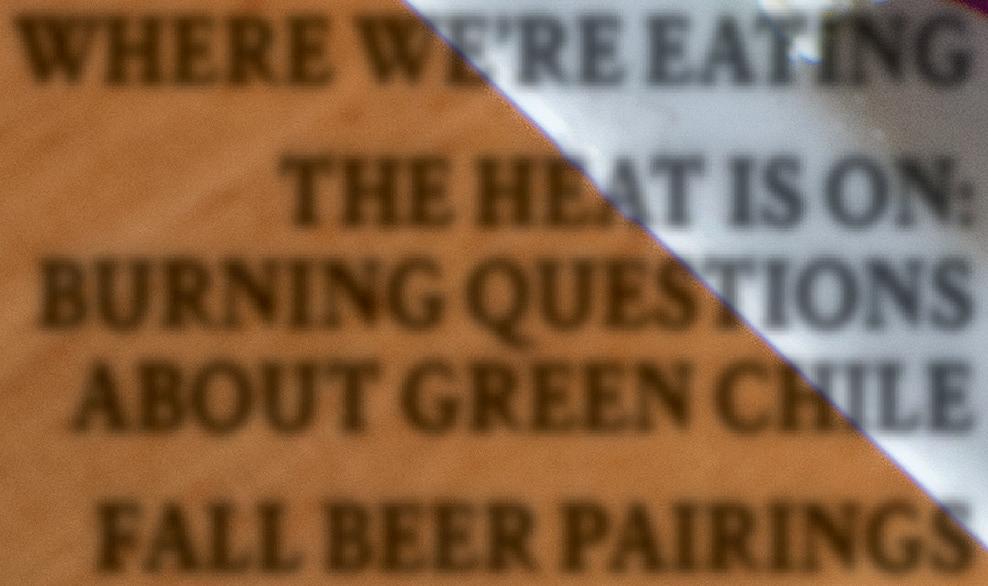 WHERE WE'RE EATING
THE HEAT IS ON:
BURNING QUESTIONS
ABOUT GREEN CHILE
FALL BEER PAIRINGS